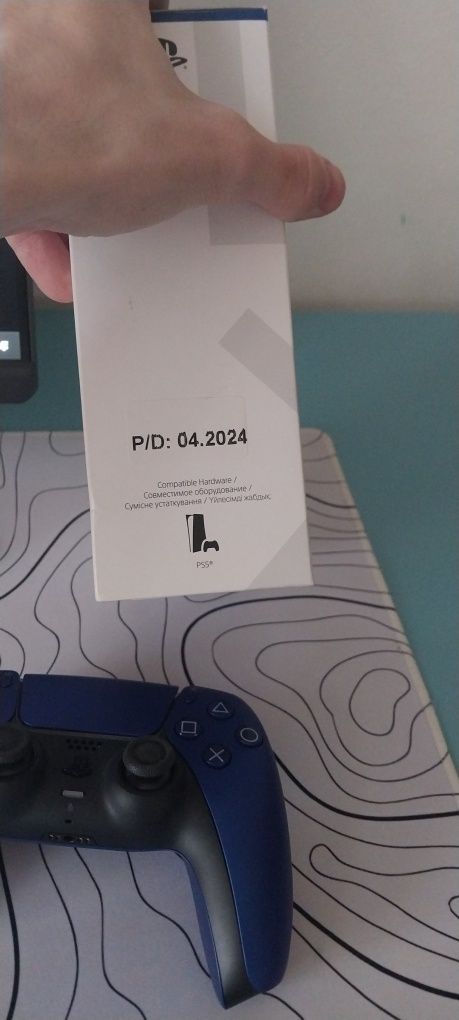 P/D: 04.2024
Compatible Hardware /
Совместимое оборудование /
Сумісне устаткування / Үйлесімді жабдық
PS5®